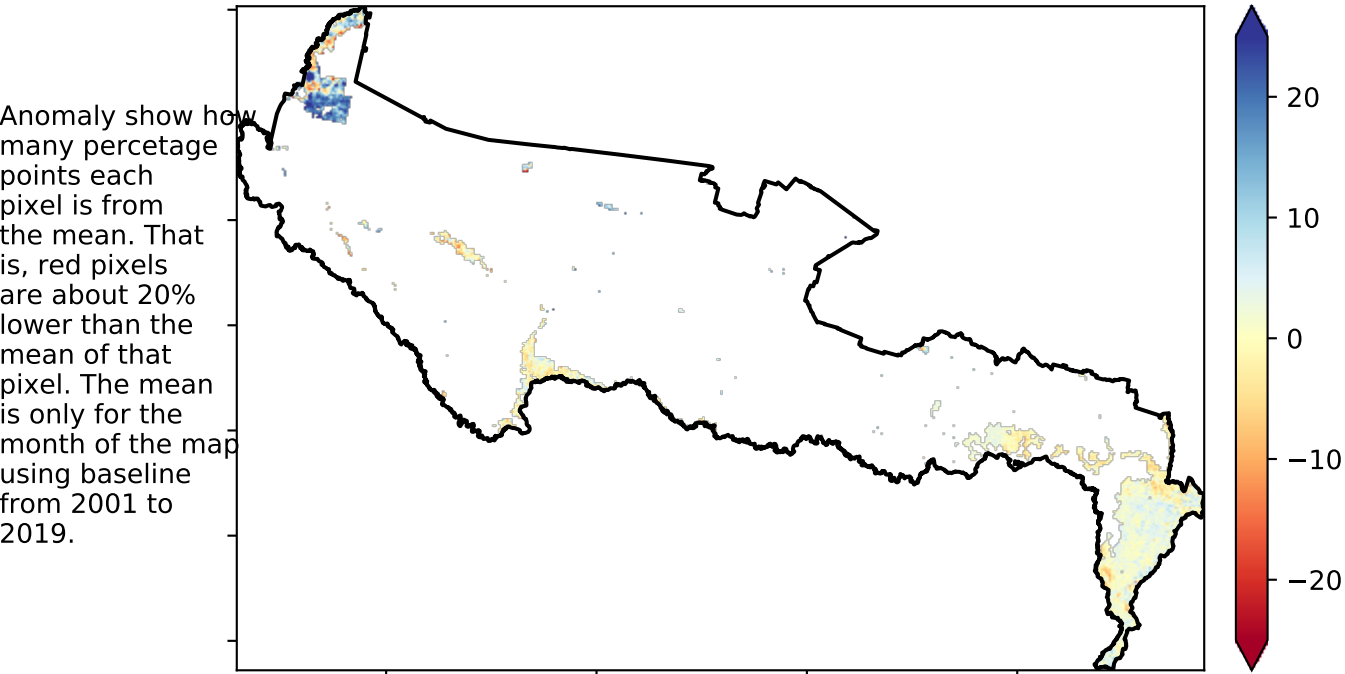 Anomaly show how
many percetage
points each
pixel is from
the mean. That
is, red pixels
are about 20%
lower than the
mean of that
pixel. The mean
is only for the
month of the map
using baseline
from 2001 to
2019.
20
10
0
−10
−20